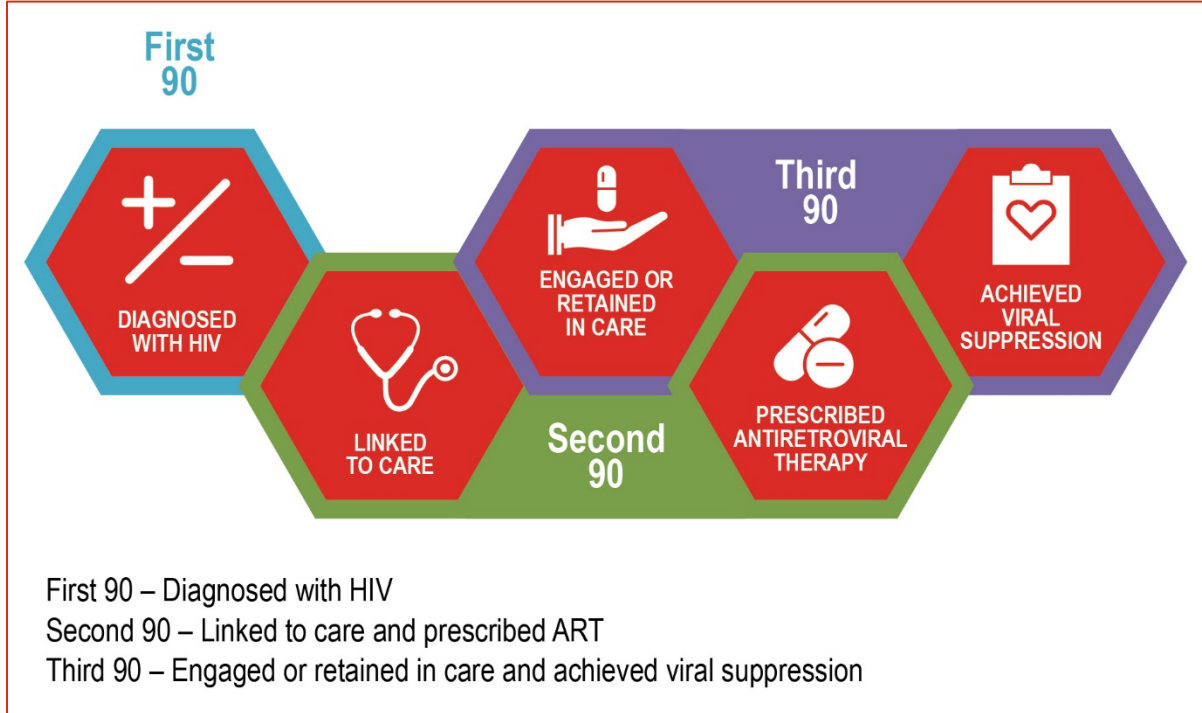 First
90
DIAGNOSED
WITH HIV
LINKED
TO CARE
Second
90
ENGAGED OR
RETAINED
IN CARE
Third
90
PRESCRIBED
ANTIRETROVIRAL
THERAPY
ACHIEVED
VIRAL
SUPPRESSION
First 90 – Diagnosed with HIV
Second 90 – Linked to care and prescribed ART
Third 90 – Engaged or retained in care and achieved viral suppression